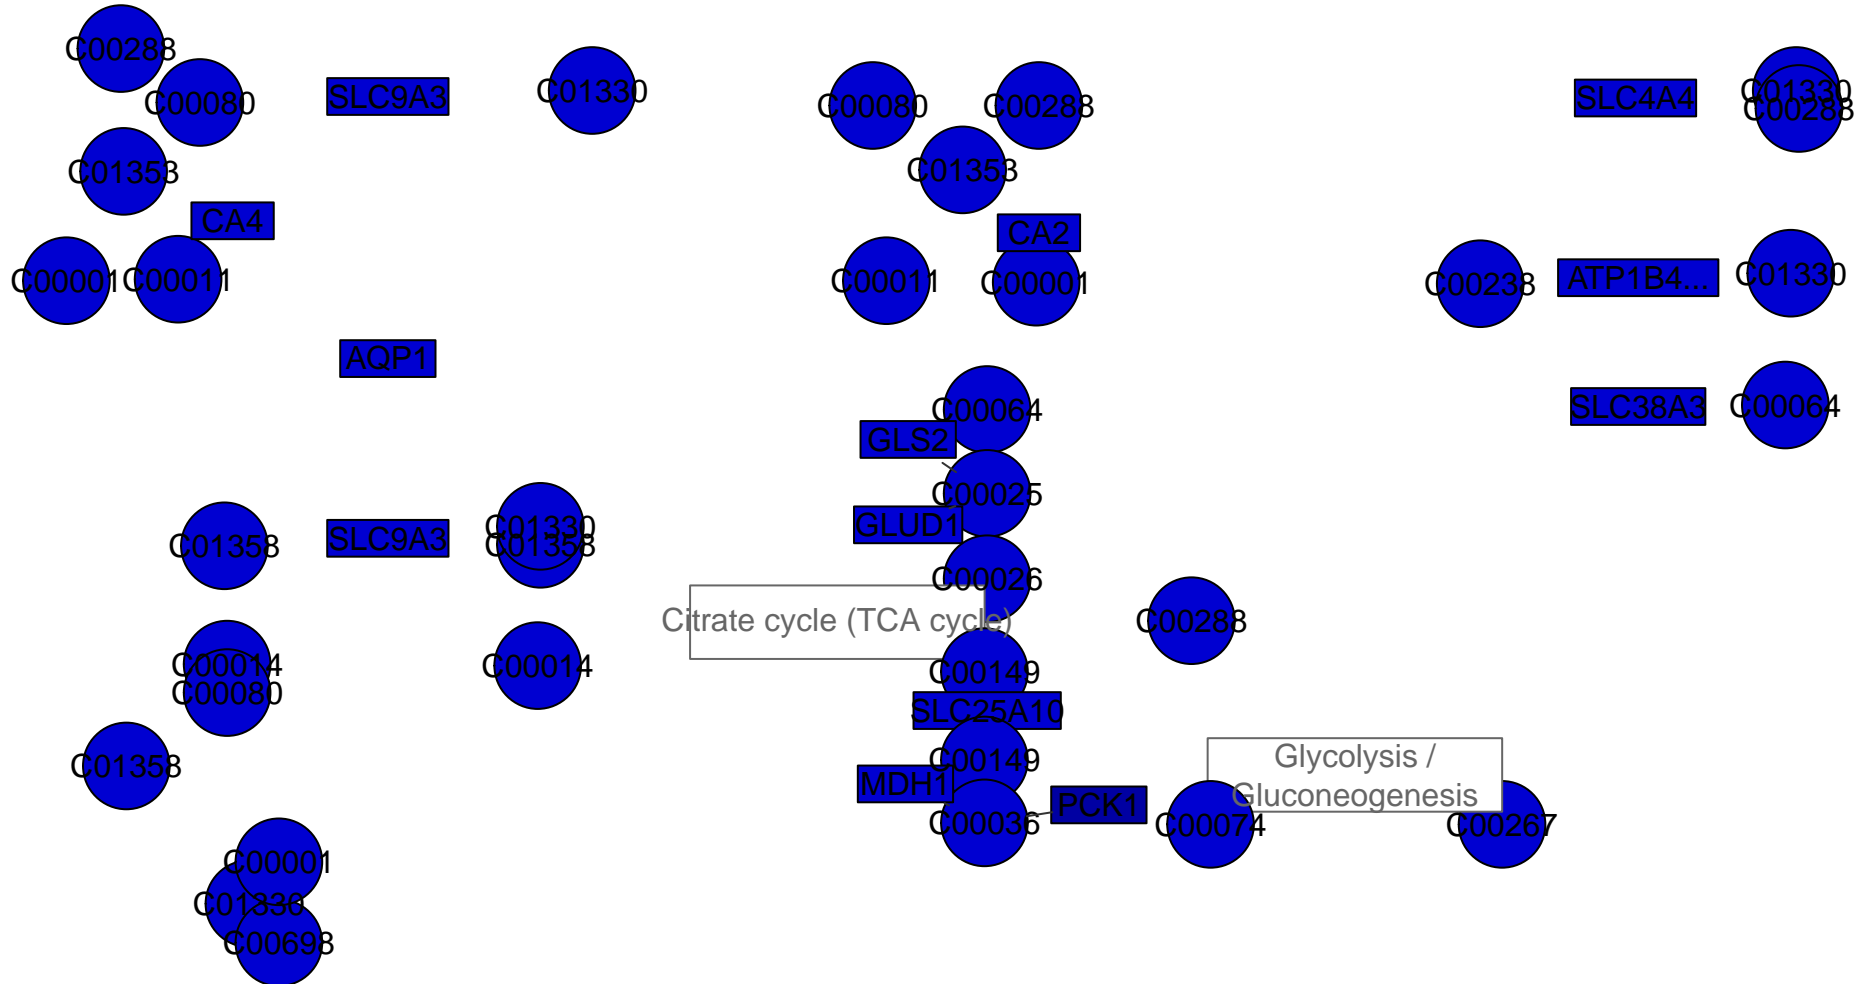 C00288
C00080
SLC9A3
C01330
C00080
C00288
SLC4A4
C01330
C00288
C01353
C01353
CA4
CA2
C00001
C00011
C00011
C00001
C00238
ATP1B4...
C01330
AQP1
C00064
SLC38A3
C00064
GLS2
C00025
C01358
SLC9A3
C01330
C01358
GLUD1
C00026
Citrate cycle (TCA cycle)
C00288
C00014
C00080
C00014
C00149
SLC25A10
C01358
C00149
Glycolysis /
Gluconeogenesis
MDH1
PCK1
C00036
C00074
C00267
C00001
C01330
C00698